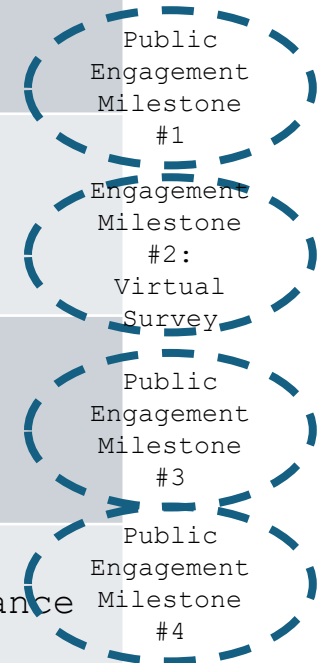 Public
Engagement
Milestone
#1
Engagement
Milestone
#2:
Virtual
Survey
Public
Engagement
Milestone
#3
Public
Engagement
ance Milestone
#4